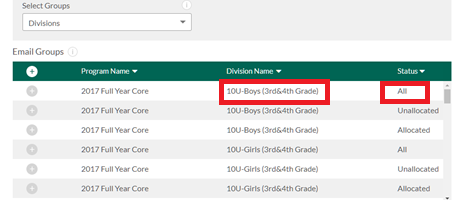 Select Groups
Divisions
Email Groups
Program Name Division Name Status
2017 Full Year Core 10U-Boys (3rd&4th Grade) All
2017 Full Year Core 10U-Boys (3rd&4th Grade) Unallocated
2017 Full Year Core 10U-Boys (3rd&4th Grade) Allocated
2017 Full Year Core 10U-Girls (3rd&4th Grade) All
2017 Full Year Core 10U-Girls (3rd&4th Grade) Unallocated
2017 Full Year Core 10U-Girls (3rd&4th Grade) Allocated